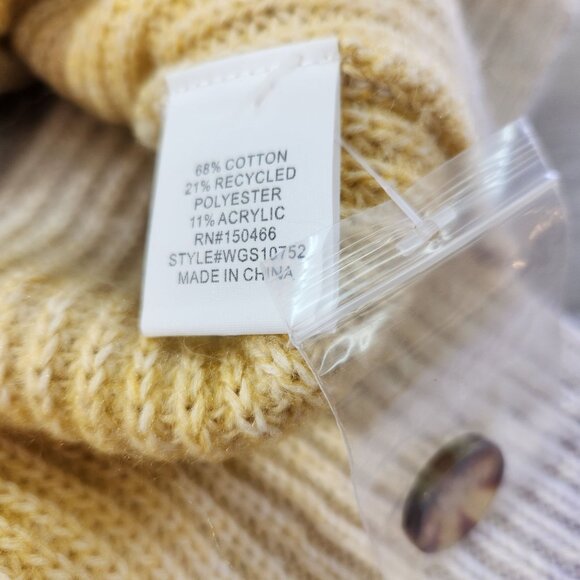 68% COTTON
21% RECYCLED
POLYESTER
11% ACRYLIC
RN#150466
STYLE#WGS10752
MADE IN CHINA